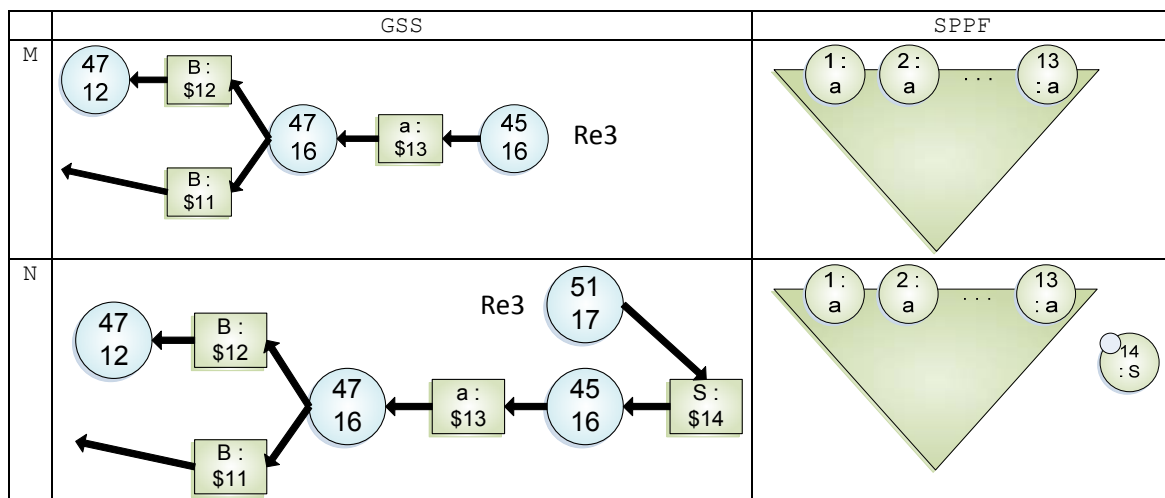 GSS
SPPF
M
47
12
B :
$12
47
16
a :
$13
45
16
Re3
B :
$11
1 :
a
2 :
a
. . .
13
: a
N
47
12
B :
$12
Re3
51
17
47
16
a :
$13
45
16
S :
$14
B :
$11
1 :
a
2 :
a
. . .
13
: a
14
: S